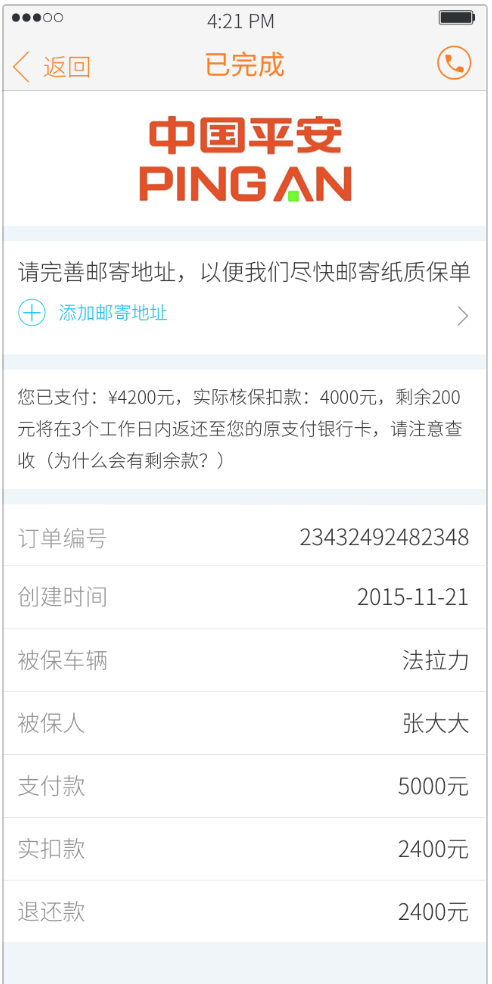 4:21 PM
返回
已完成
中国平安
PING AN
请完善邮寄地址，以便我们尽快邮寄纸质保单
添加邮寄地址
您已支付：¥4200元，实际核保扣款：4000元，剩余200
元将在3个工作日内返还至您的原支付银行卡，请注意查
收（为什么会有剩余款？）
订单编号 23432492482348
创建时间 2015-11-21
被保车辆 法拉力
被保人 张大大
支付款 5000元
实扣款 2400元
退还款 2400元